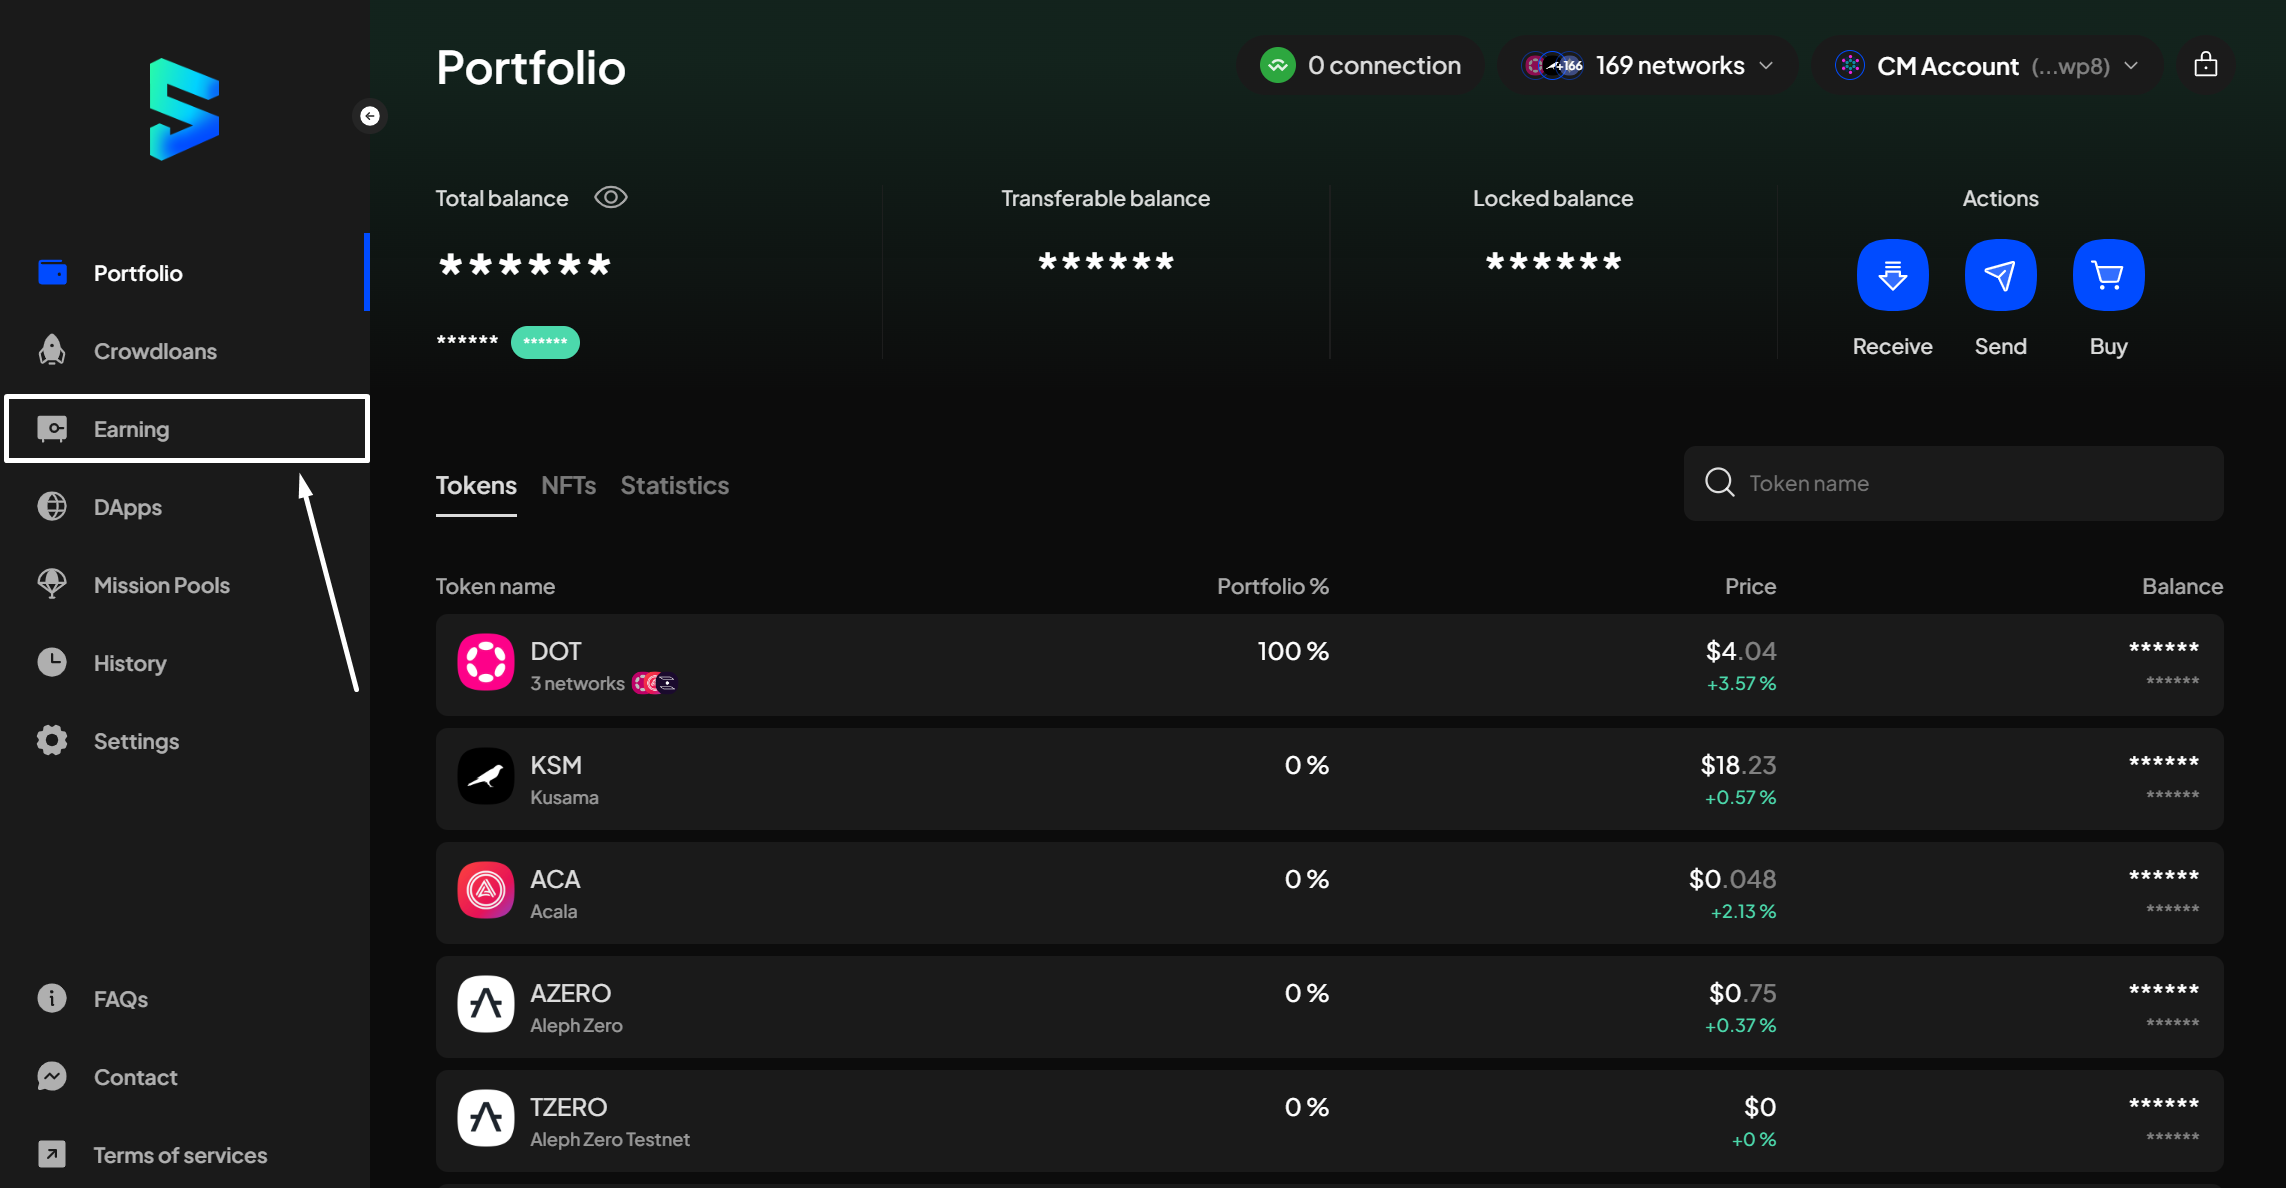 Portfolio
0 connection
+166
169 networks
CM Account (...wp8)
Portfolio
Crowdloans
Earning
DApps
Mission Pools
History
Settings
FAQs
Contact
Terms of services
Total balance
******
****** ******
Transferable balance
******
Locked balance
******
Actions
Receive
Send
Buy
Tokens NFTs Statistics
Token name
Token name Portfolio % Price Balance
DOT 100 % $4.04 ******
3 networks +3.57 % ******
KSM 0 % $18.23 ******
Kusama +0.57 % ******
ACA 0 % $0.048 ******
Acala +2.13 % ******
AZERO 0 % $0.75 ******
Aleph Zero +0.37 % ******
TZERO 0 % $0 ******
Aleph Zero Testnet +0 % ******